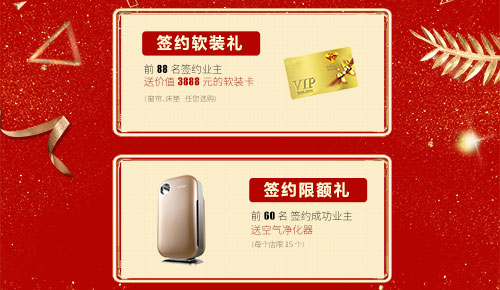 签约软装礼
前 88 名签约业主
送价值 3888 元的软装卡
(窗帘、床垫 任您选购)
VIP
签约限额礼
前 60 名 签约成功业主
送空气净化器
(每个店限 15 个)